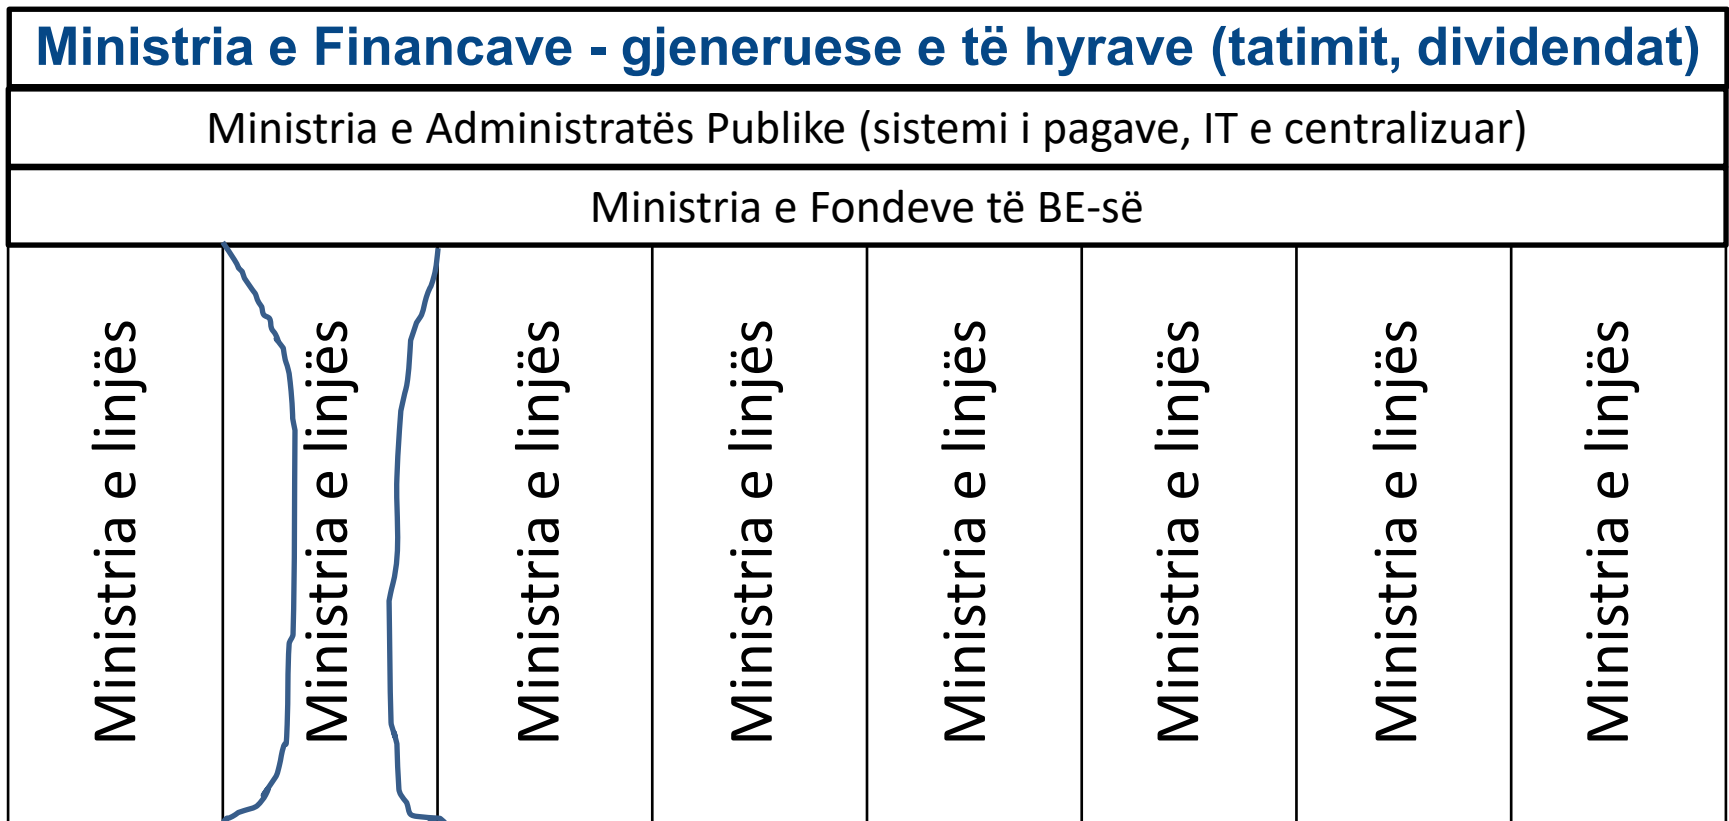 Ministria e Financave - gjeneruese e të hyrave (tatimit, dividendat)
Ministria e Administratës Publike (sistemi i pagave, IT e centralizuar)
Ministria e Fondeve të BE-së
Ministria e linjës
Ministria e linjës
Ministria e linjës
Ministria e linjës
Ministria e linjës
Ministria e linjës
Ministria e linjës
Ministria e linjës